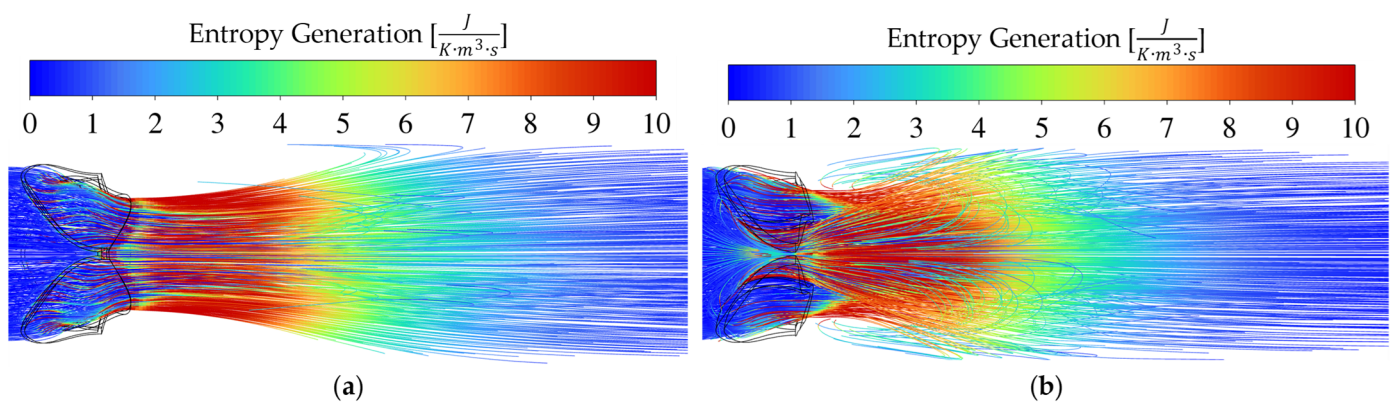 Entropy Generation [J/K·m³·s]
0 1 2 3 4 5 6 7 8 9 10
(a)
Entropy Generation [J/K·m³·s]
0 1 2 3 4 5 6 7 8 9 10
(b)